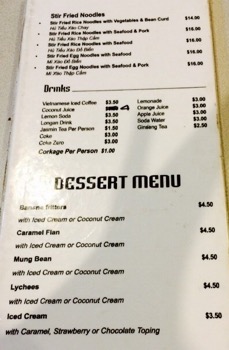 Stir Fried Noodles
Stir Fried Rice Noodles with Vegetables & Bean Curd $14.00
Hủ Tiếu Xào Chay
Stir Fried Rice Noodles with Seafood & Pork $16.00
Hủ Tiếu Xào Thập Cẩm
Stir Fried Rice Noodles with Seafood $16.00
Hủ Tiếu Xào Đồ Biển
Stir Fried Egg Noodles with Seafood $16.00
Mì Xào Đồ Biển
Stir Fried Egg Noodles with Seafood & Pork $16.00
Mì Xào Thập Cẩm
Drinks
Vietnamese Iced Coffee $3.50 Lemonade $3.00
Coconut Juice Orange Juice $3.00
Lemon Soda $3.50 Apple Juice $3.00
Longan Drink $3.50 Soda Water $3.00
Jasmin Tea Per Person $1.50 Ginseng Tea $2.50
Coke $3.00
Coke Zero $3.00
Corkage Per Person $1.00
DESSERT MENU
Banana fritters $4.50
with Iced Cream or Coconut Cream
Caramel Flan $4.50
with Iced Cream or Coconut Cream
Mung Bean $4.50
with Iced Cream or Coconut Cream
Lychees $4.50
with Iced Cream or Coconut Cream
Iced Cream $3.50
with Caramel, Strawberry or Chocolate Toping